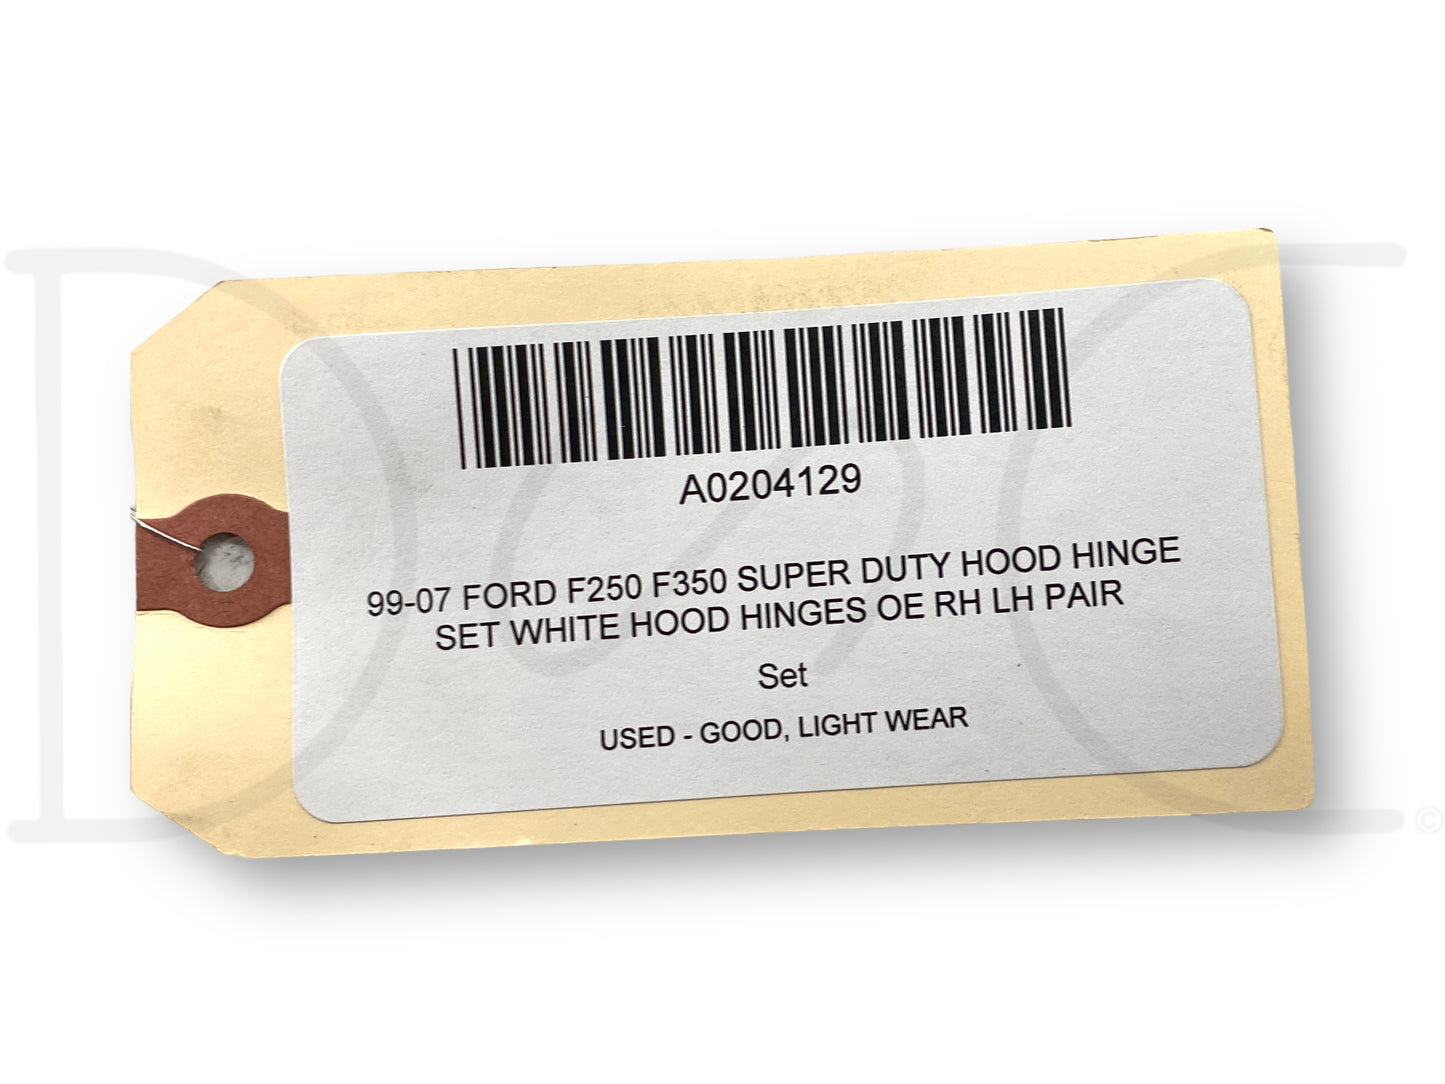 A0204129
99-07 FORD F250 F350 SUPER DUTY HOOD HINGE
SET WHITE HOOD HINGES OE RH LH PAIR
Set
USED - GOOD, LIGHT WEAR
©